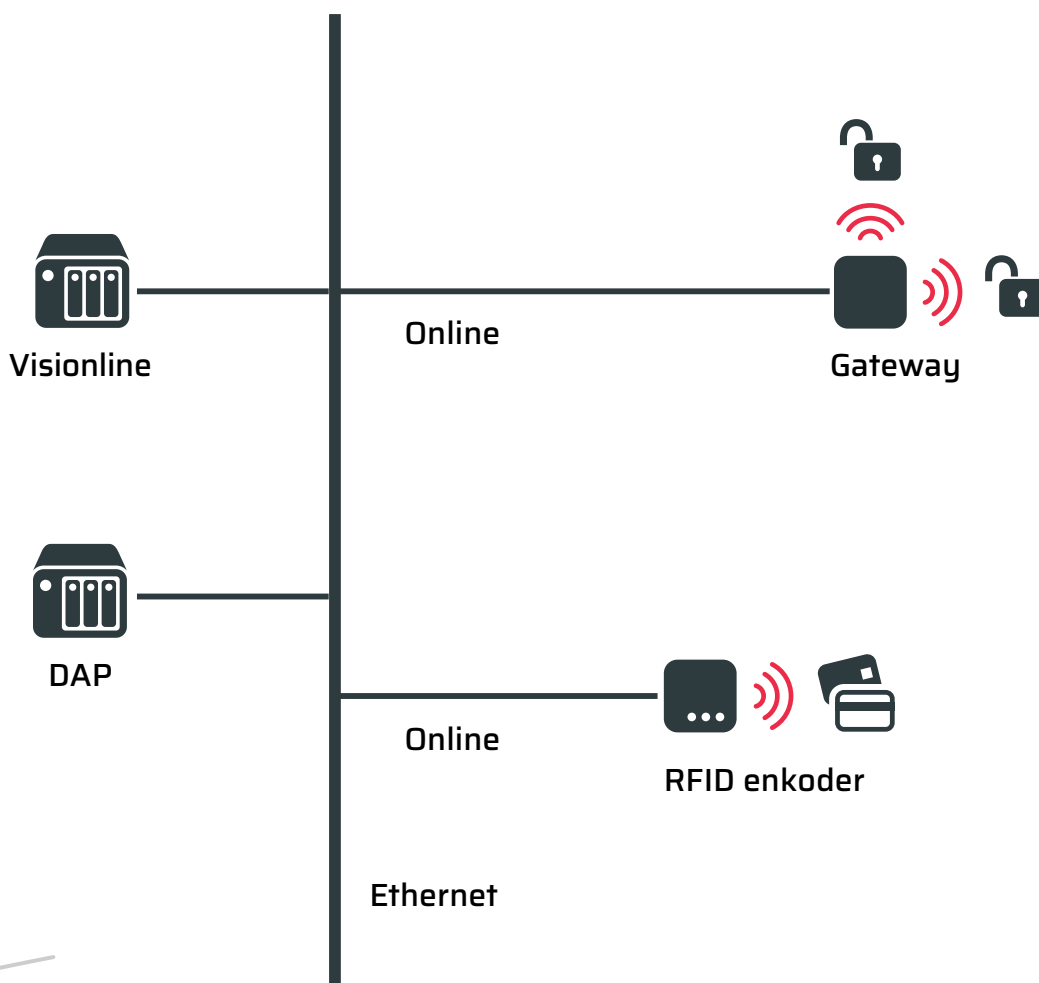 Online
Visionline
Gateway
DAP
Online
RFID enkoder
Ethernet